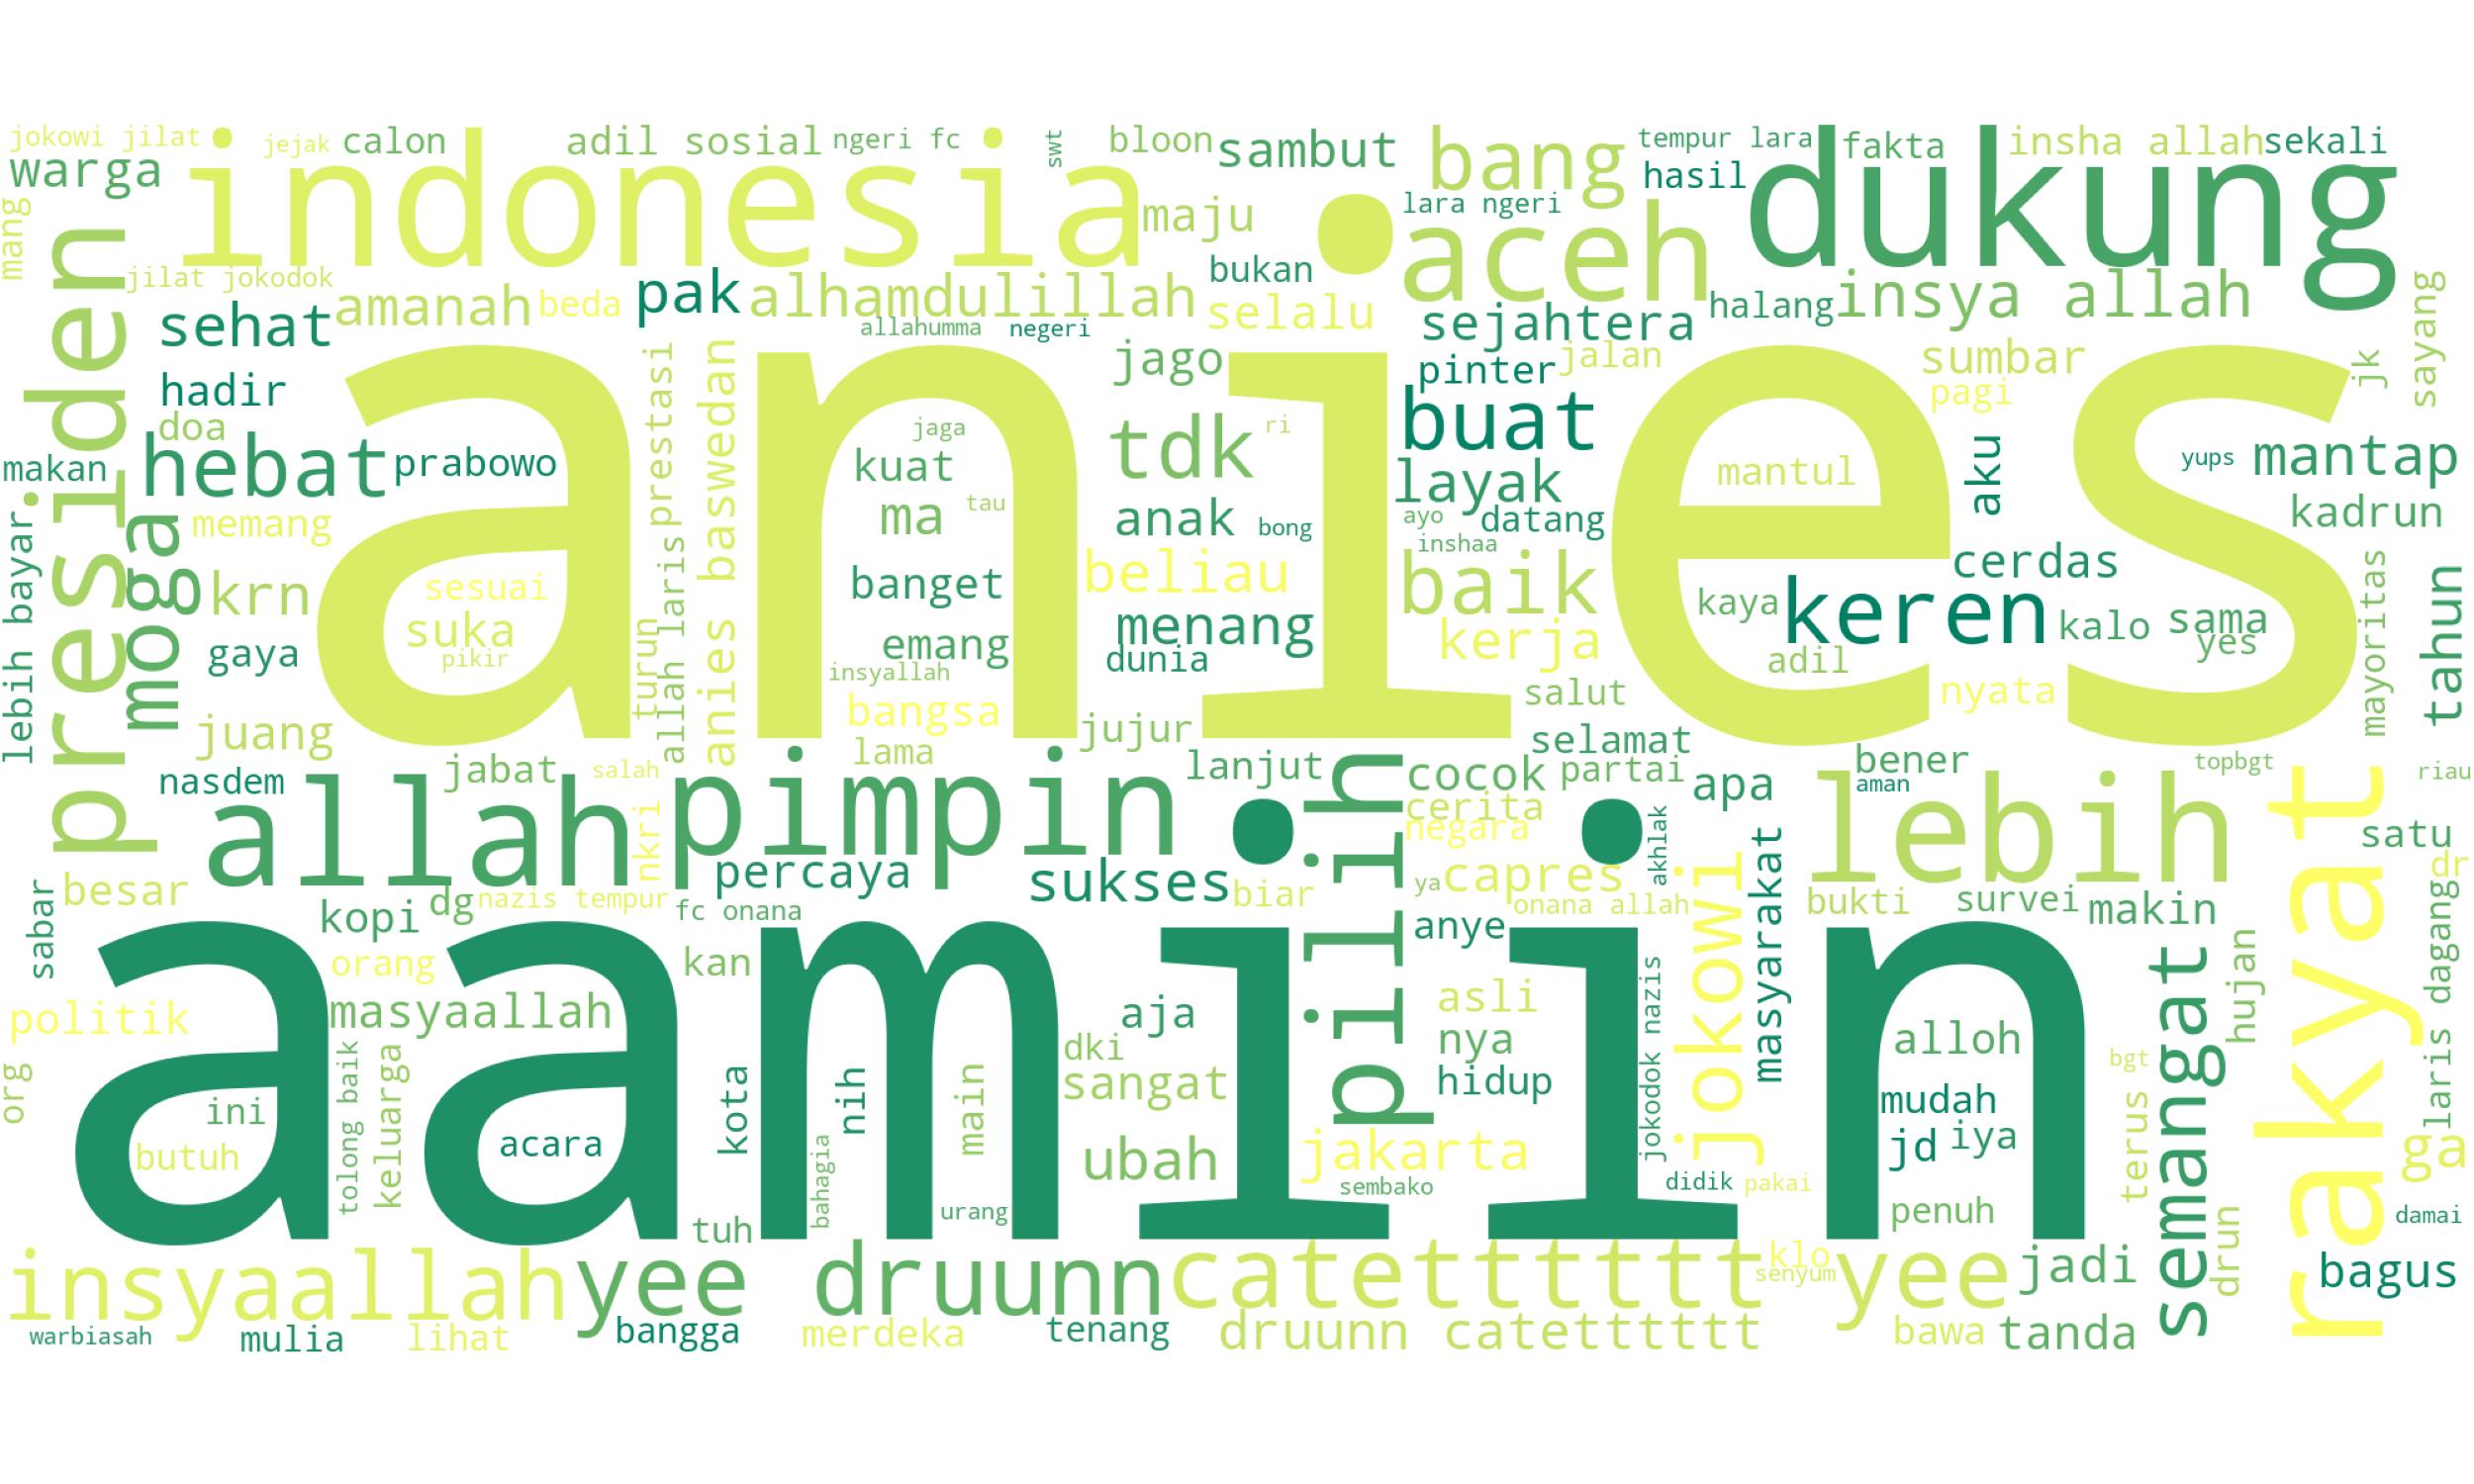 jokowi jilat
jejak
calon
adil sosial
ngeri fc
swt
bloon
sambut
bang
tempur lara
fakta
insha allah
sekali
warga
indonesia
maju
lara ngeri
hasil
dukung
mang
presiden
jilat jokodok
amanah
beda
pak
alhamdulillah
bukan
selalu
aceh
sejahtera
halang
insya allah
sayang
sehat
allahumma
negeri
jago
pinter
jalan
sumbar
pagi
jk
hadir
doa
anies
prestasi
anies baswedan
jaga
kuat
ma
tau
tdk
ri
buat
layak
mantul
aku
yups
mantap
kadrun
makan
hebat
prabowo
memang
moga
lebih bayar
krn
sesuai
suka
pikir
gaya
turun
allah laris
banget
emang
insyallah
bangsa
anak
bong
beliau
menang
dunia
ayo
datang
inshaa
baik
kerja
salut
kaya
keren
adil
cerdas
kalo
sama
yes
nyata
mayoritas
tahun
juang
lama
jujur
selamat
nasdem
jabat
salah
allah
nkri
pimpin
lanjut
pilih
cocok
partai
apa
bener
aman
topbgt
riau
cerita
negara
akhlak
lebih
satu
dr
rakyat
besar
percaya
sukses
biar
ya
capres
onana allah
jokowi
masyarakat
bukti
survei
makin
sabar
kopi
dg
nazis tempur
fc onana
anye
orang
kan
aamiin
politik
masyaallah
aja
asli
nya
hidup
jokodok nazis
alloh
hujan
laris dagang
org
ini
butuh
tolong baik
keluarga
acara
kota
nih
main
dki
sangat
mudah
jd
iya
bgt
terus
semangat
ga
bahagia
urang
ubah
jakarta
sembako
didik
pakai
penuh
damai
tuh
drun
bagus
insyaallah
yee druunn
catettttttt yee
klo
senyum
jadi
warbiasah
mulia
lihat
bangga
merdeka
tenang
druunn catettttttt
bawa
tanda